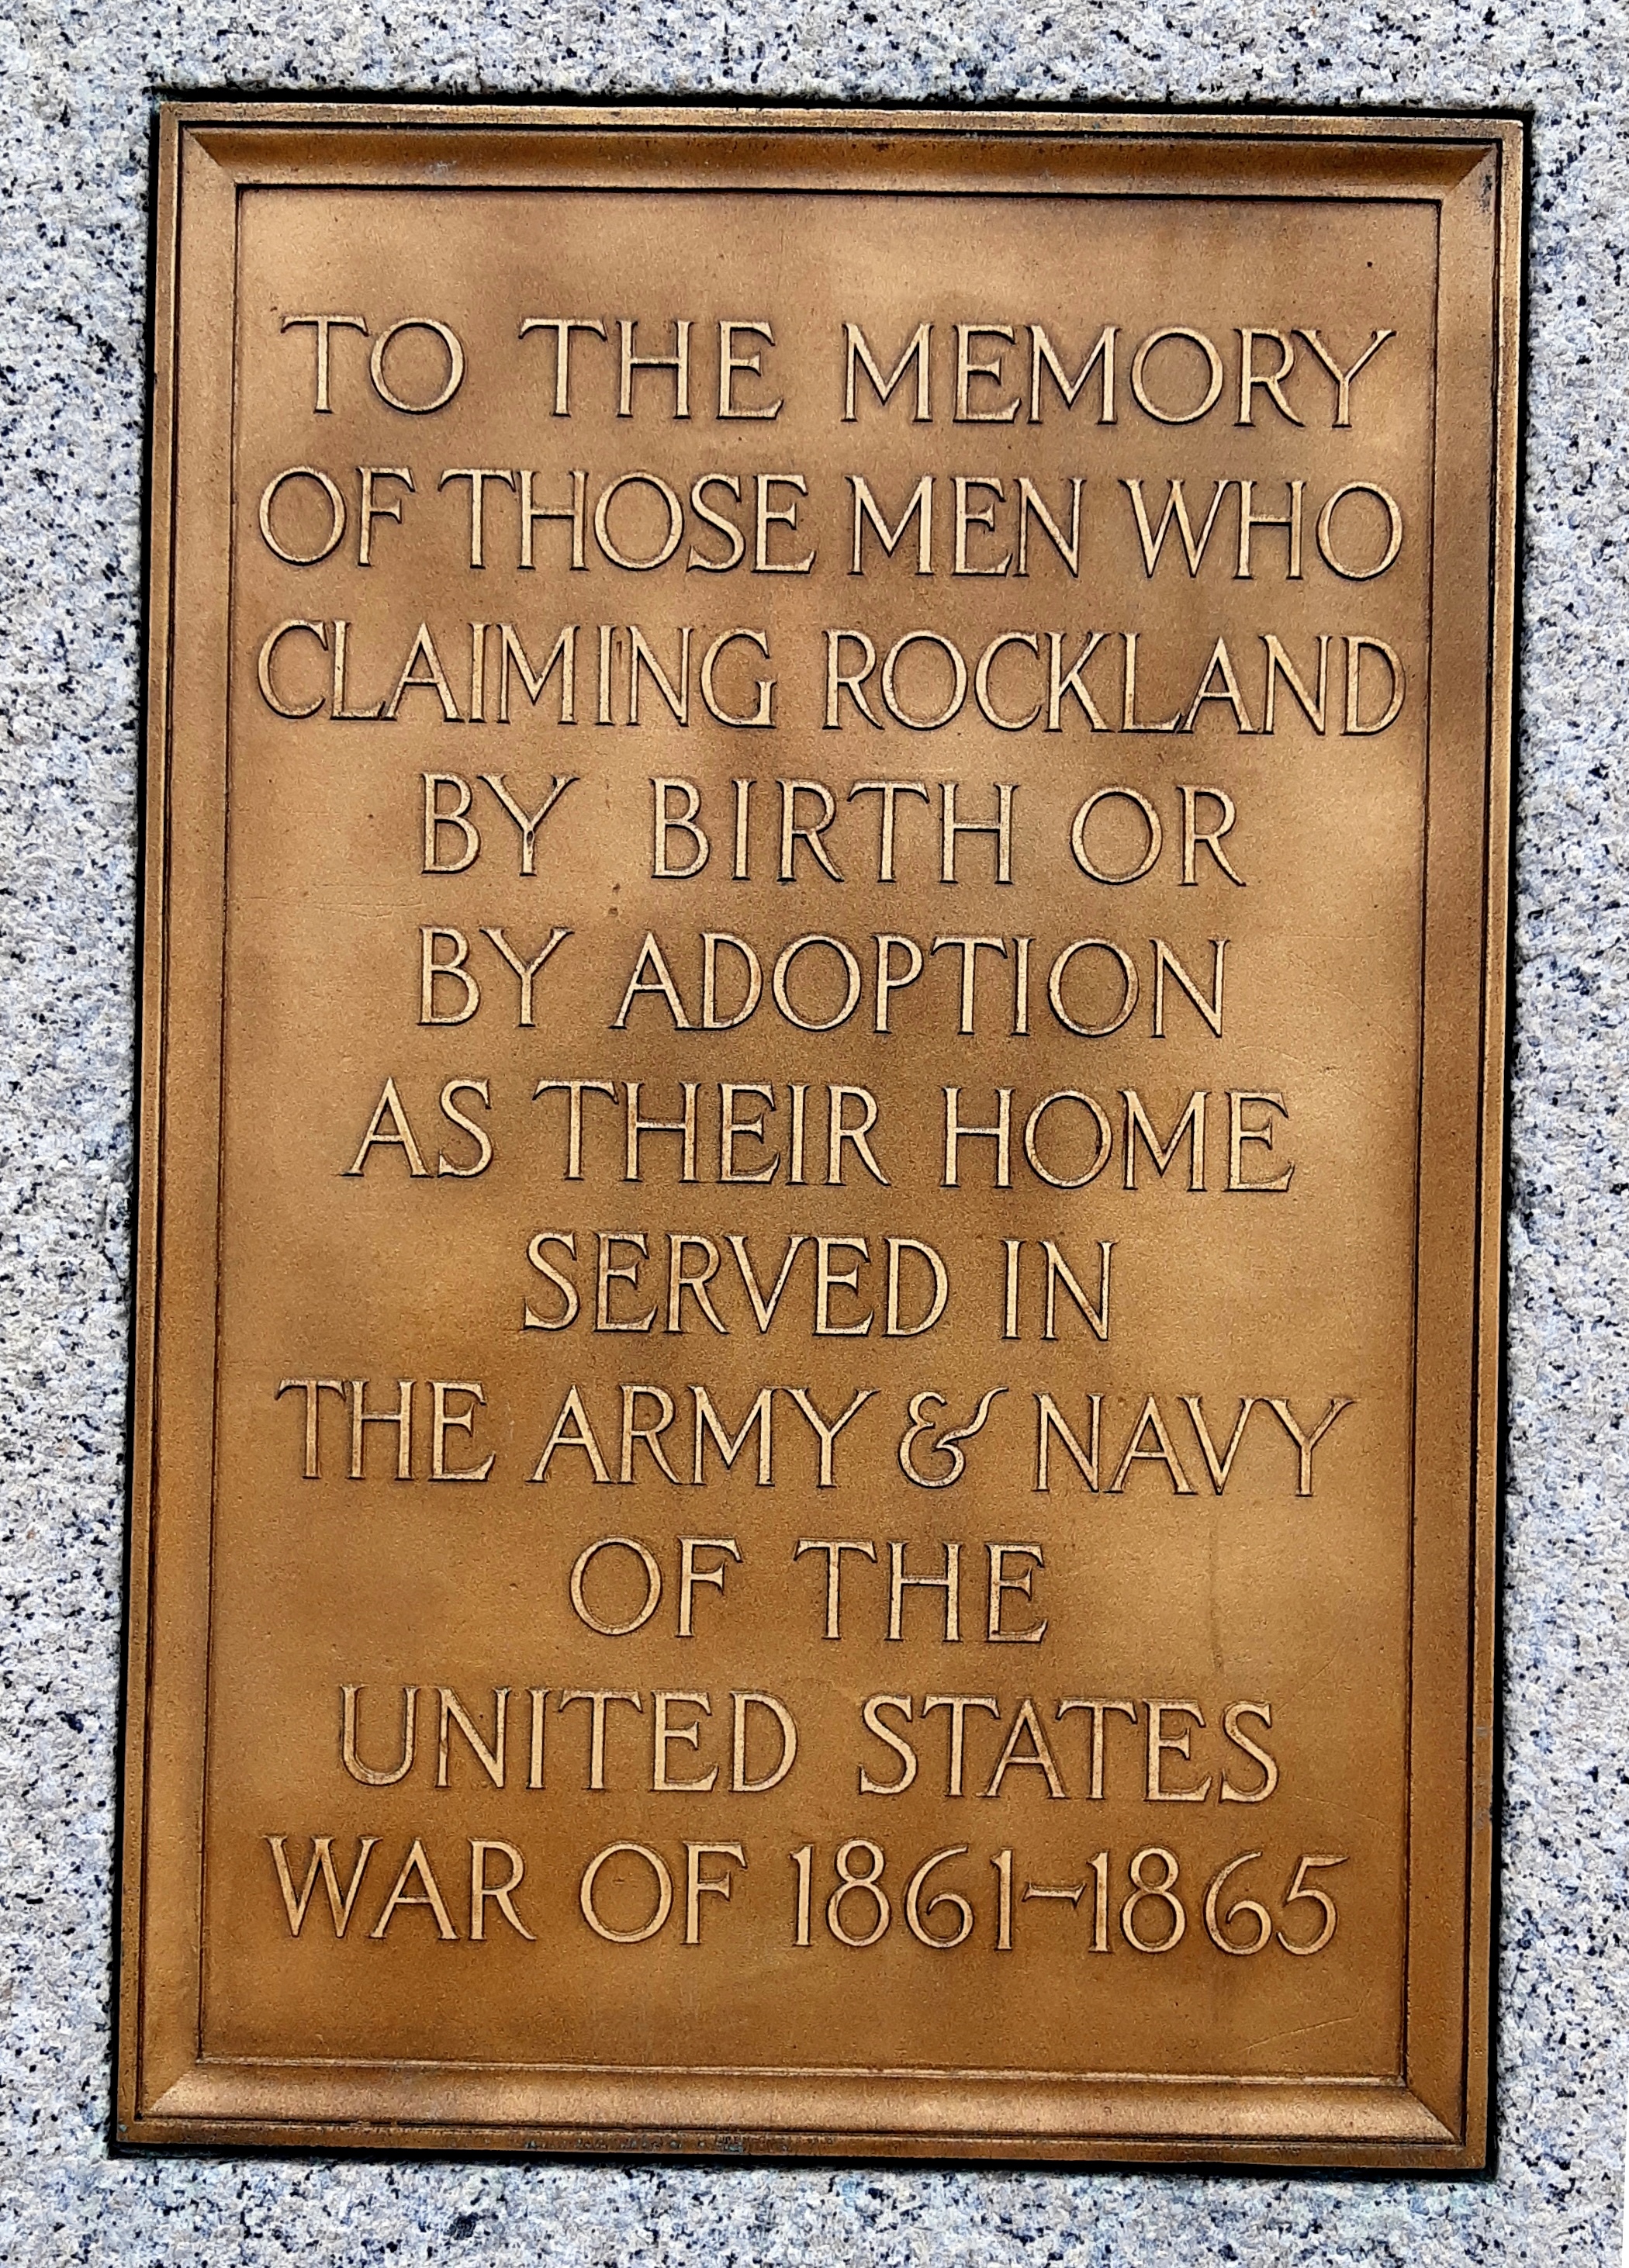 TO THE MEMORY
OF THOSE MEN WHO
CLAIMING ROCKLAND
BY BIRTH OR
BY ADOPTION
AS THEIR HOME
SERVED IN
THE ARMY & NAVY
OF THE
UNITED STATES
WAR OF 1861-1865